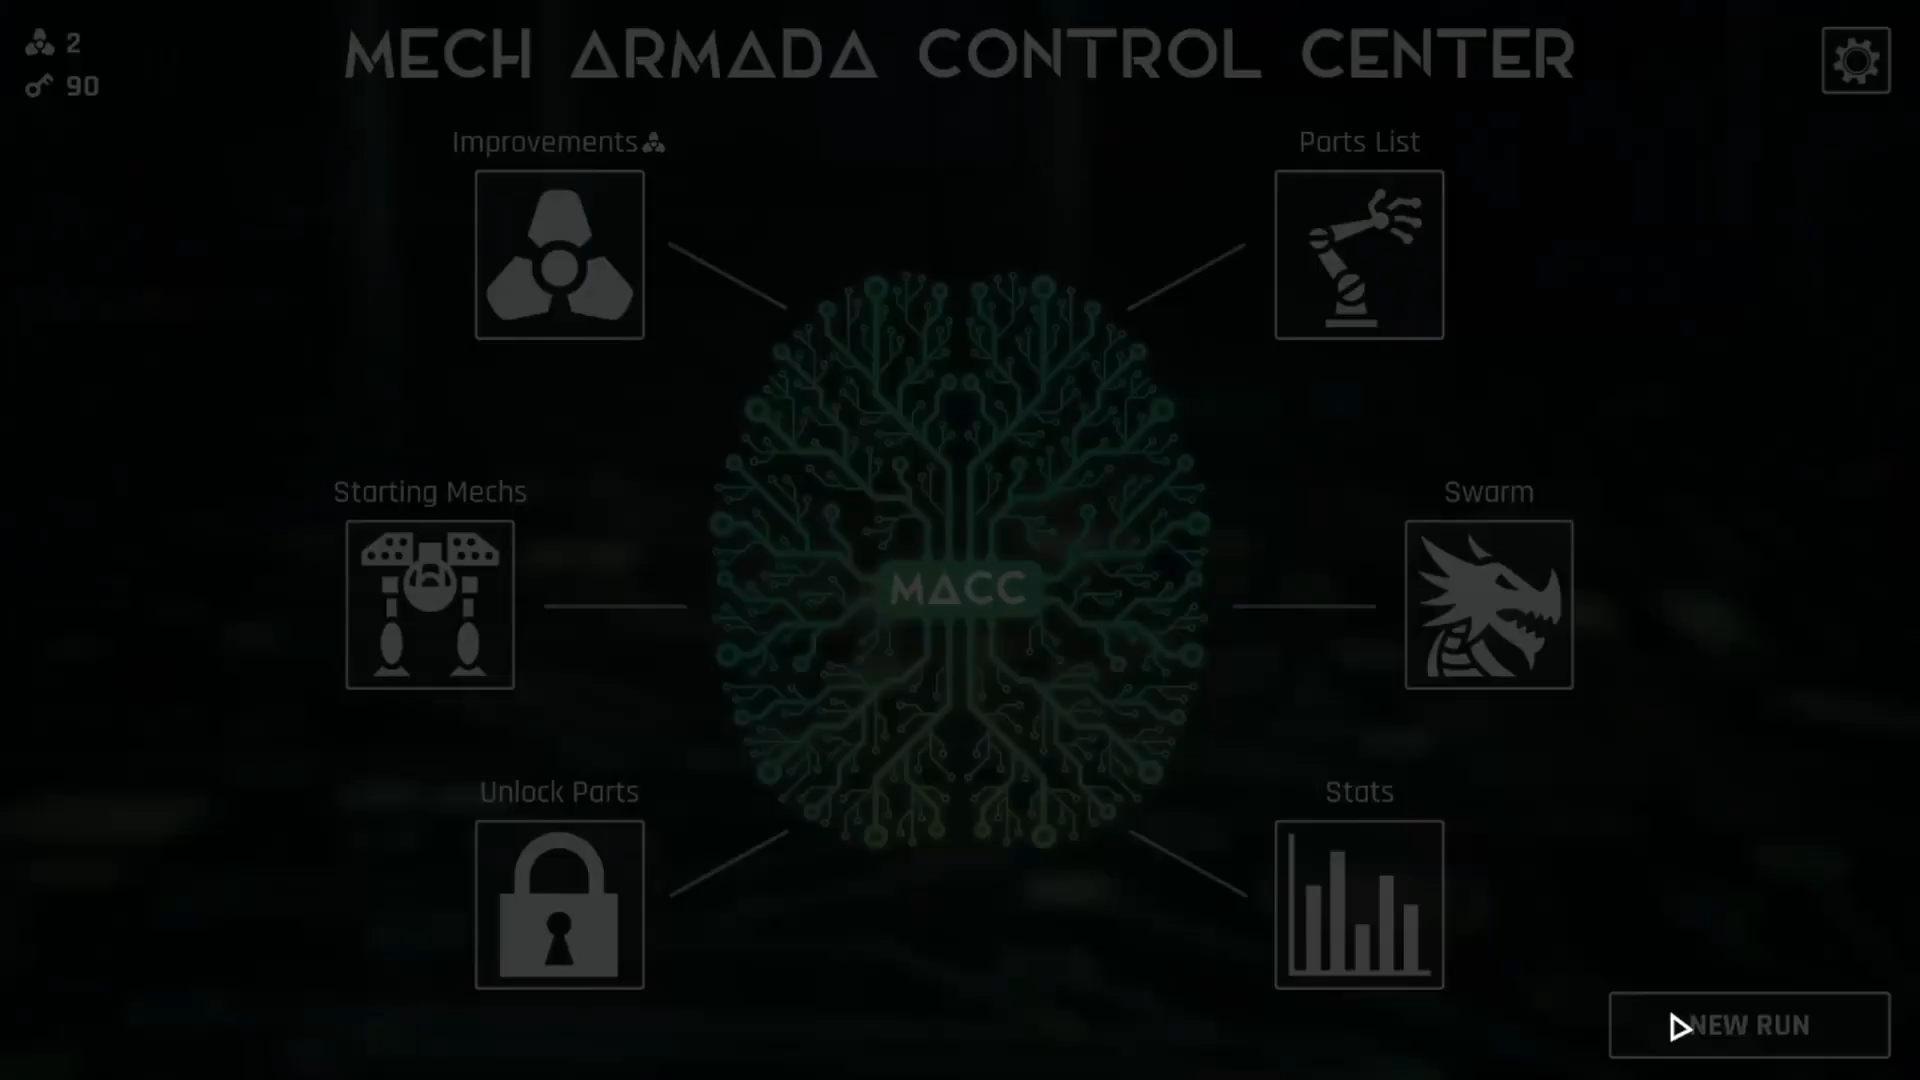 2
MECH ARMADA CONTROL CENTER
90
Improvements
Parts List
Starting Mechs
Swarm
MACC
Unlock Parts
Stats
NEW RUN